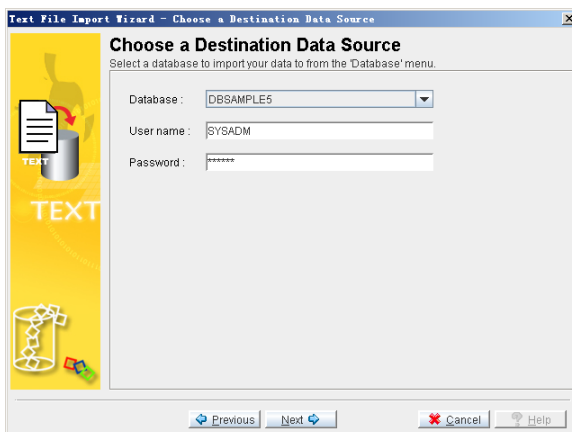 Text File Import Wizard - Choose a Destination Data Source
Choose a Destination Data Source
Select a database to import your data to from the 'Database' menu.
Database : DBSAMPLE5
User name : SYSADM
Password : ******
TEXT
TEXT
Previous Next Cancel Help